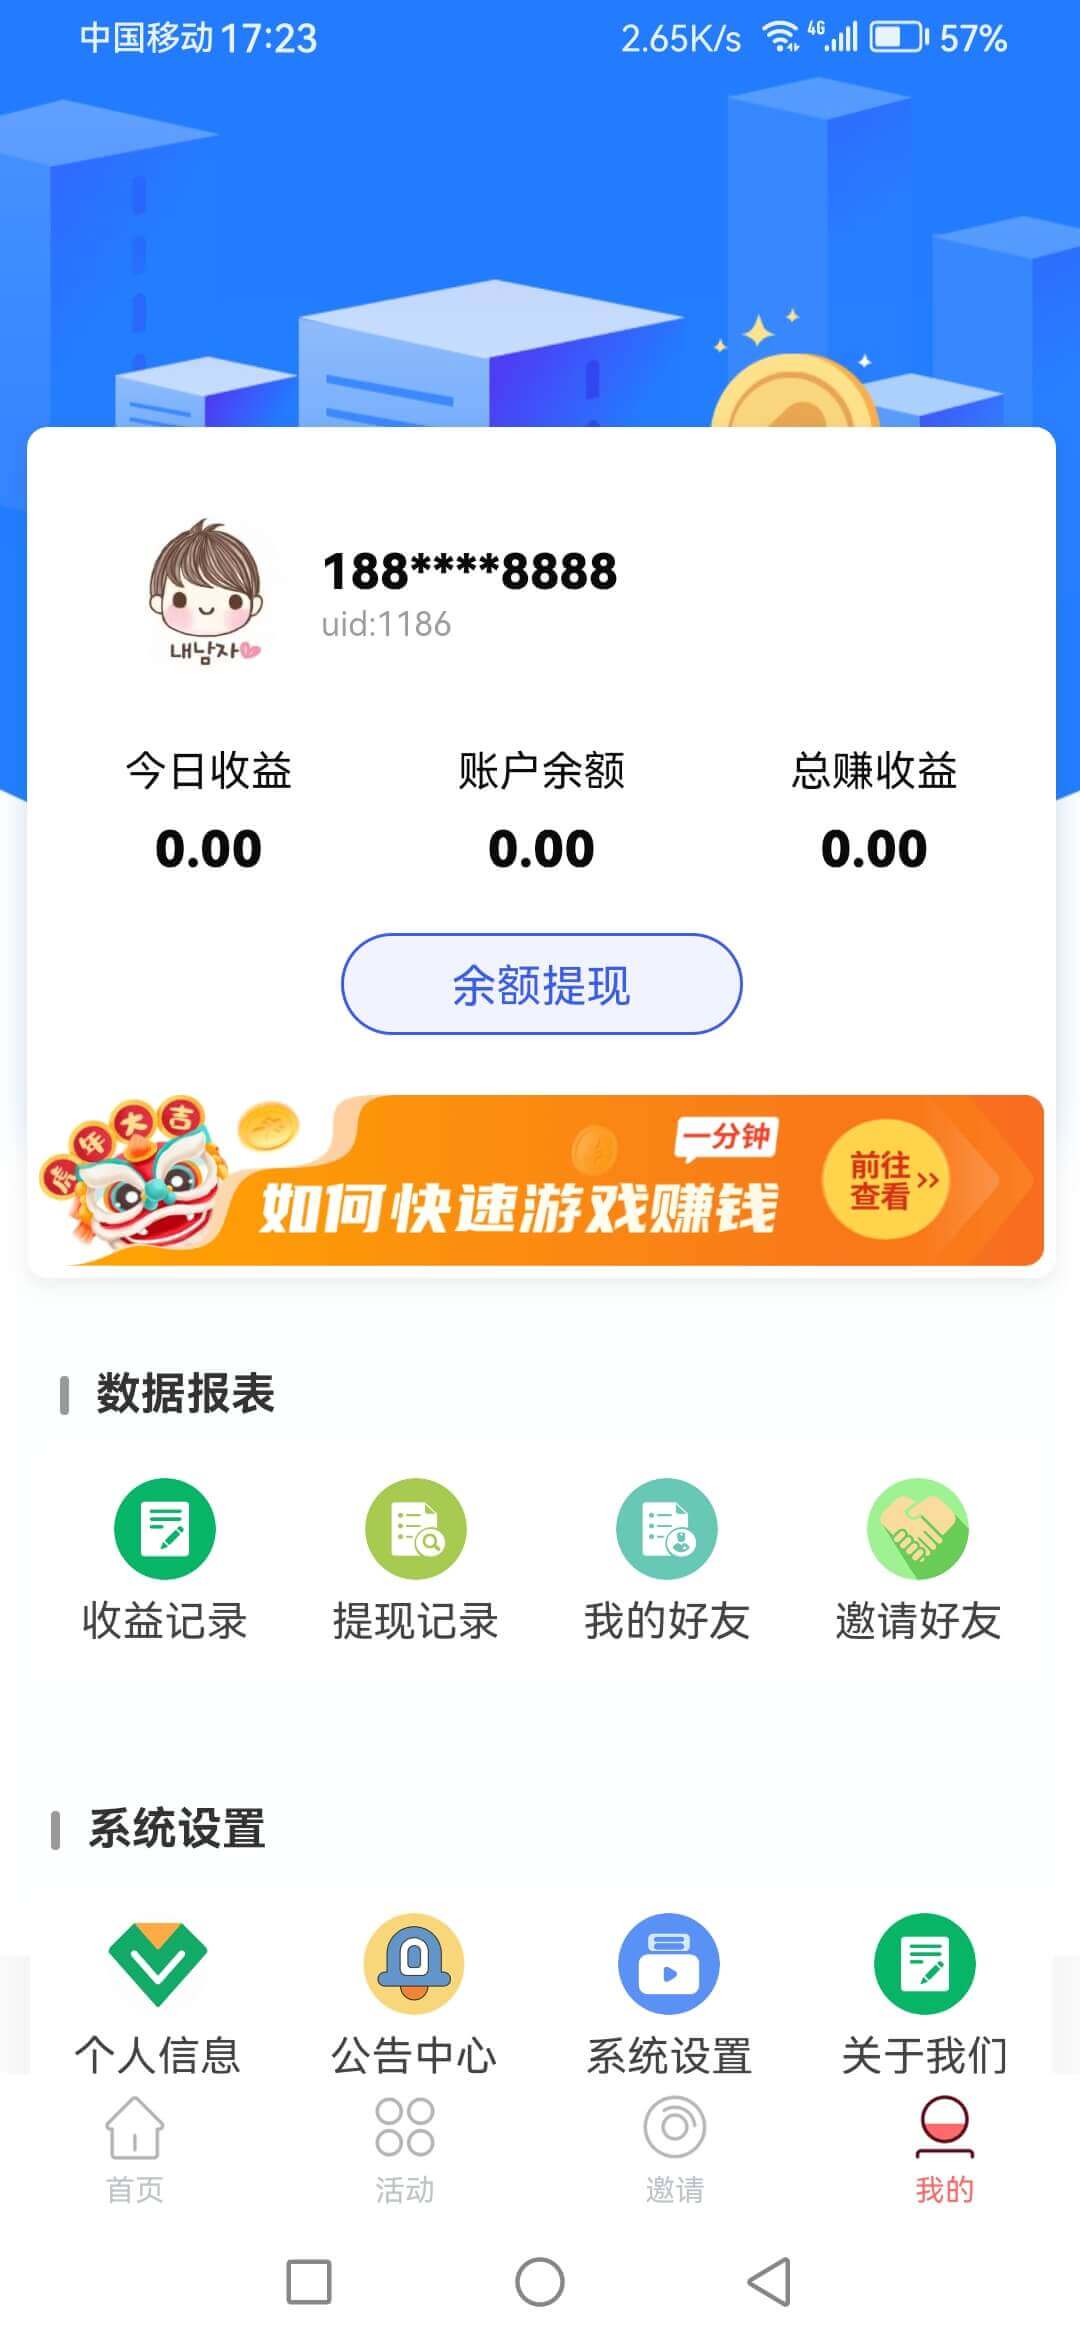 中国移动 17:23 2.65K/s 4G 57%
188****8888
uid:1186
내남자
今日收益 账户余额 总赚收益
0.00 0.00 0.00
余额提现
虎年大吉
一分钟
如何快速游戏赚钱
前往
查看 >>
数据报表
收益记录 提现记录 我的好友 邀请好友
系统设置
个人信息 公告中心 系统设置 关于我们
首页 活动 邀请 我的